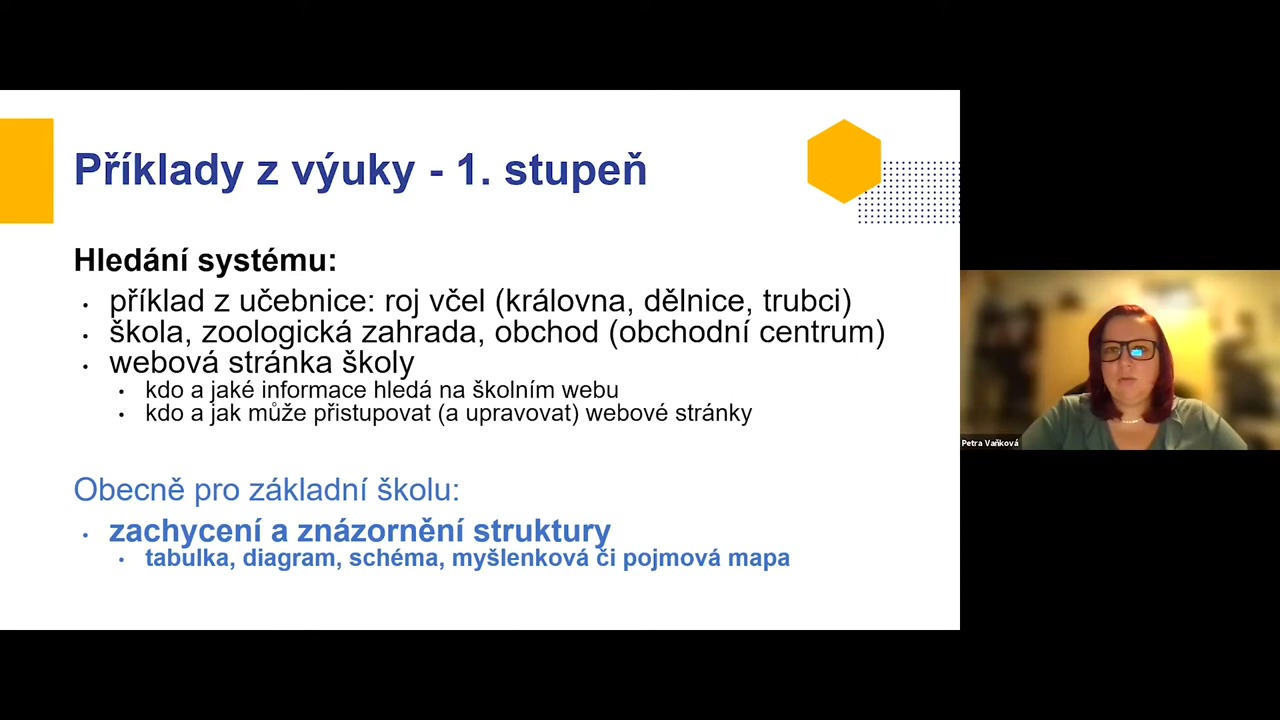 Příklady z výuky - 1. stupeň
Hledání systému:
• příklad z učebnice: roj včel (královna, dělnice, trubci)
• škola, zoologická zahrada, obchod (obchodní centrum)
• webová stránka školy
• kdo a jaké informace hledá na školním webu
• kdo a jak může přistupovat (a upravovat) webové stránky
Obecně pro základní školu:
• zachycení a znázornění struktury
• tabulka, diagram, schéma, myšlenková či pojmová mapa
Petra Vaňková